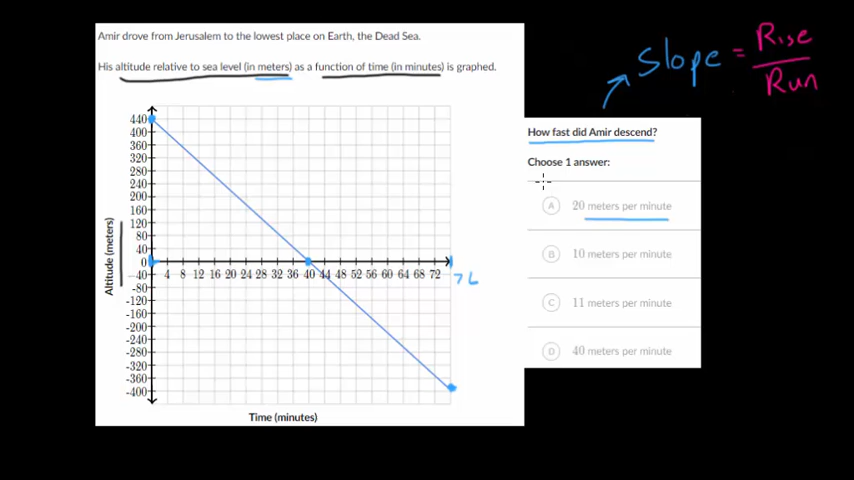 Amir drove from Jerusalem to the lowest place on Earth, the Dead Sea.
His altitude relative to sea level (in meters) as a function of time (in minutes) is graphed.
Slope = Rise
Run
How fast did Amir descend?
Choose 1 answer:
A 20 meters per minute
B 10 meters per minute
C 11 meters per minute
D 40 meters per minute
Altitude (meters)
440
400
360
320
280
240
200
160
120
80
40
0
-40
-80
-120
-160
-200
-240
-280
-320
-360
-400
4 8 12 16 20 24 28 32 36 40 44 48 52 56 60 64 68 72 76
Time (minutes)